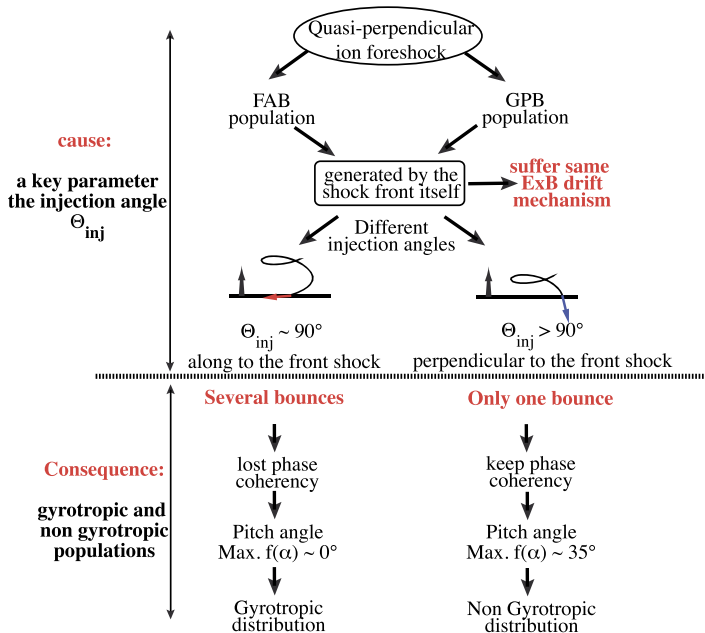 Quasi-perpendicular
ion foreshock
FAB
population
GPB
population
cause:
a key parameter
the injection angle
Θinj
generated by the
shock front itself
suffer same
ExB drift
mechanism
Different
injection angles
Θinj ~ 90°
along to the front shock
Θinj > 90°
perpendicular to the front shock
Several bounces
Only one bounce
Consequence:
gyrotropic and
non gyrotropic
populations
lost phase
coherency
keep phase
coherency
Pitch angle
Max. f(α) ~ 0°
Pitch angle
Max. f(α) ~ 35°
Gyrotropic
distribution
Non Gyrotropic
distribution